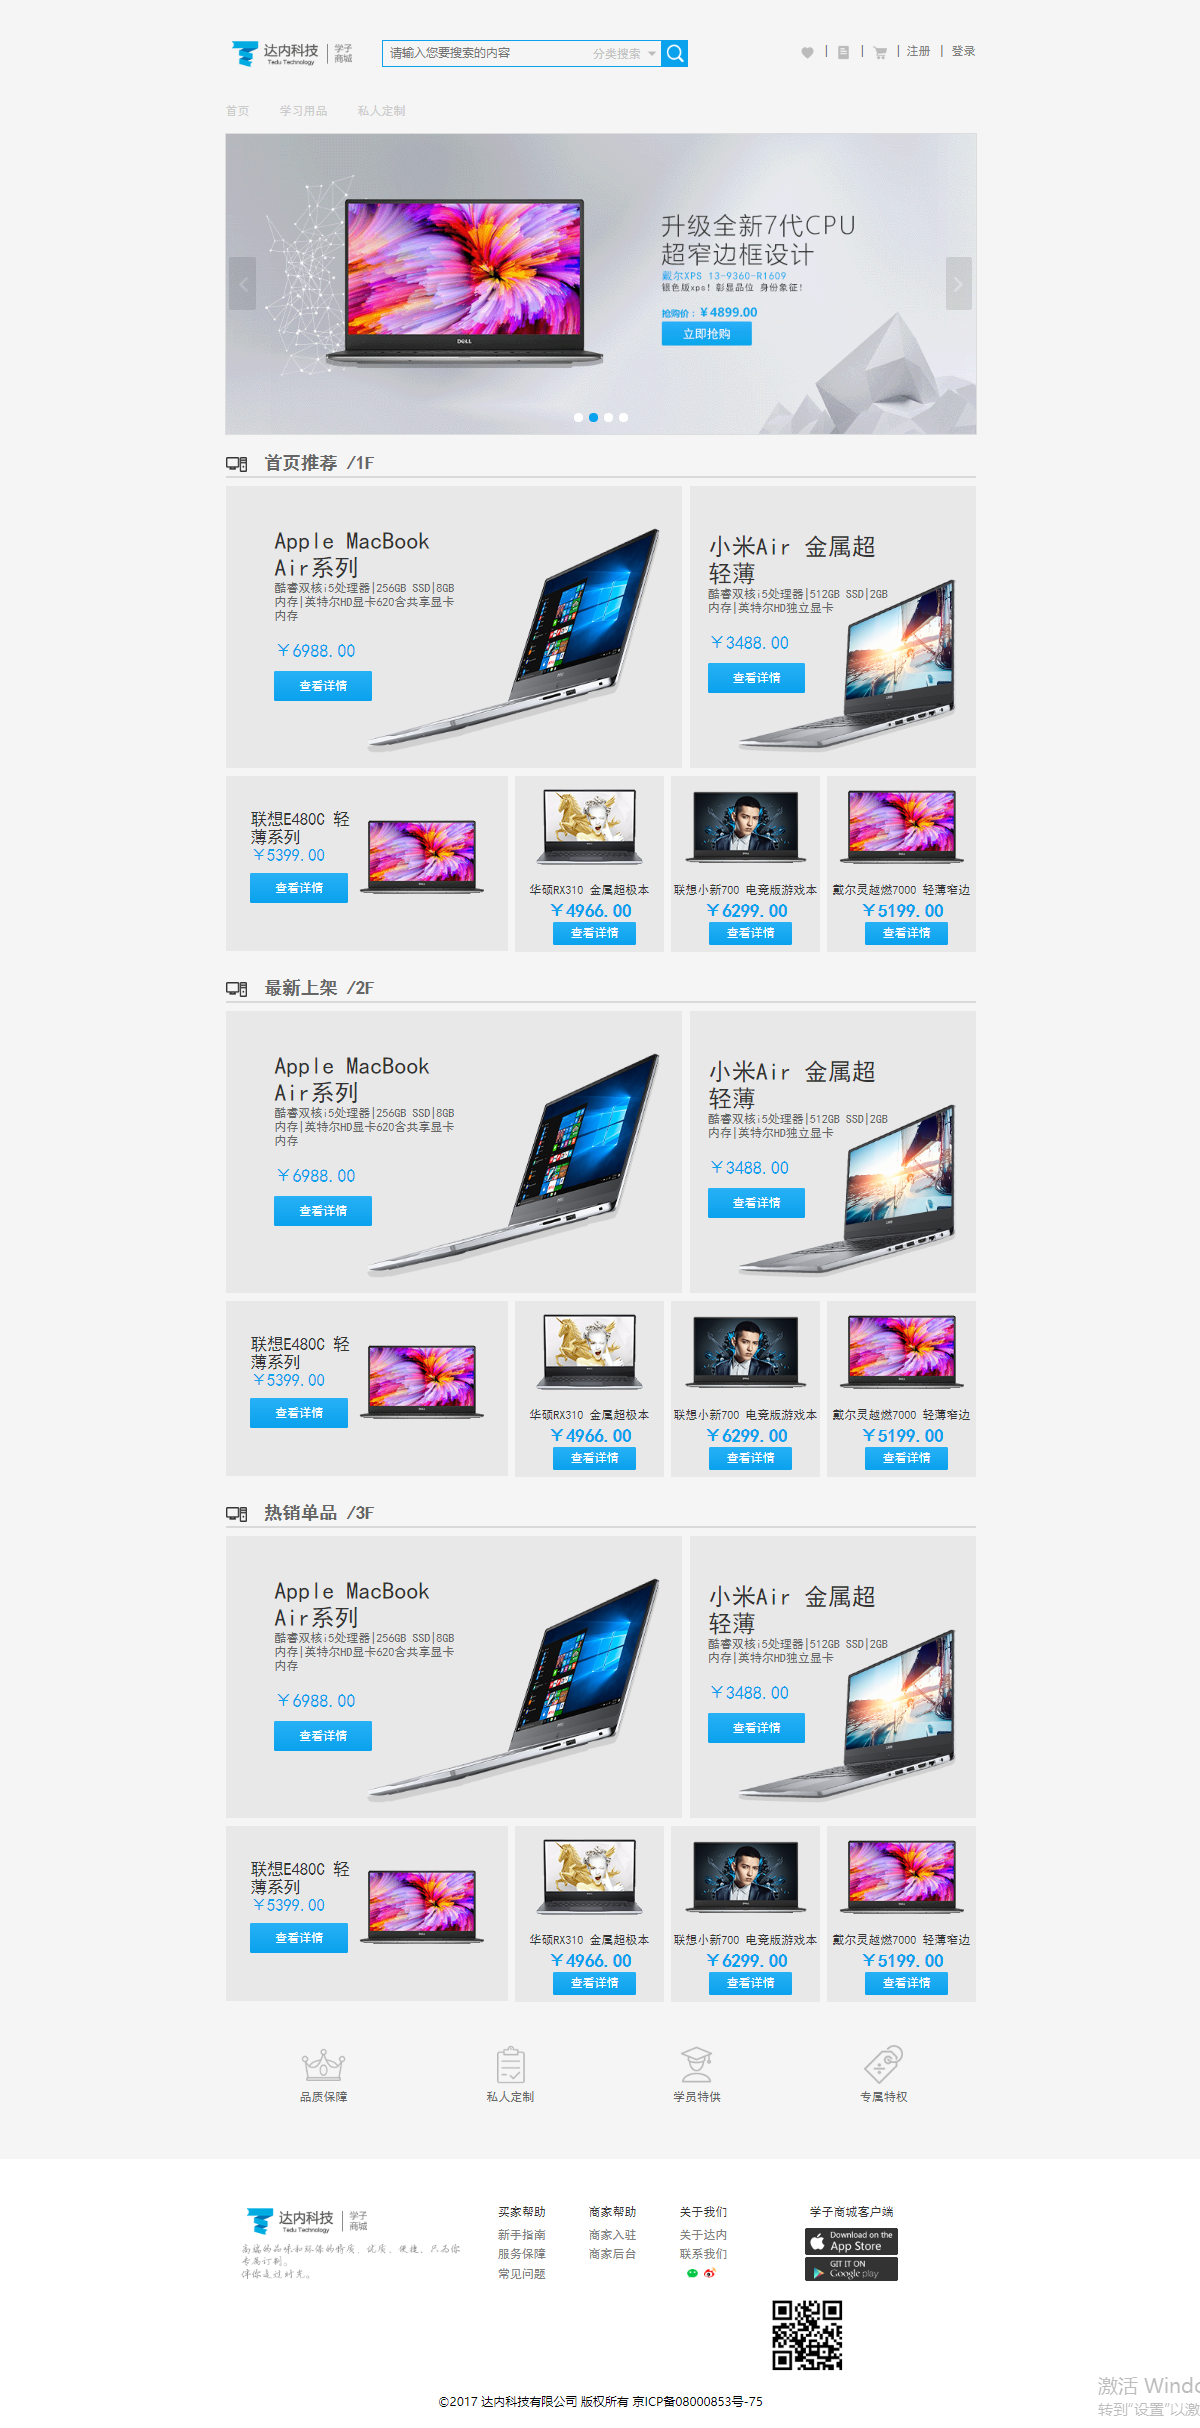 达内科技 学子商城
Tedu Technology
请输入您要搜索的内容 分类搜索
注册 登录
首页 学习用品 私人定制
升级全新7代CPU
超窄边框设计
戴尔XPS 13-9360-R1609
银色版xps! 彰显品位 身份象征!
抢购价：￥4899.00
立即抢购
DELL
首页推荐 /1F
Apple MacBook
Air系列
酷睿双核i5处理器|256GB SSD|8GB
内存|英特尔HD显卡620含共享显卡
内存
￥6988.00
查看详情
小米Air 金属超
轻薄
酷睿双核i5处理器|512GB SSD|2GB
内存|英特尔HD独立显卡
￥3488.00
查看详情
联想E480C 轻
薄系列
￥5399.00
查看详情
华硕RX310 金属超极本
￥4966.00
查看详情
联想小新700 电竞版游戏本
￥6299.00
查看详情
戴尔灵越燃7000 轻薄窄边
￥5199.00
查看详情
最新上架 /2F
Apple MacBook
Air系列
酷睿双核i5处理器|256GB SSD|8GB
内存|英特尔HD显卡620含共享显卡
内存
￥6988.00
查看详情
小米Air 金属超
轻薄
酷睿双核i5处理器|512GB SSD|2GB
内存|英特尔HD独立显卡
￥3488.00
查看详情
联想E480C 轻
薄系列
￥5399.00
查看详情
华硕RX310 金属超极本
￥4966.00
查看详情
联想小新700 电竞版游戏本
￥6299.00
查看详情
戴尔灵越燃7000 轻薄窄边
￥5199.00
查看详情
热销单品 /3F
Apple MacBook
Air系列
酷睿双核i5处理器|256GB SSD|8GB
内存|英特尔HD显卡620含共享显卡
内存
￥6988.00
查看详情
小米Air 金属超
轻薄
酷睿双核i5处理器|512GB SSD|2GB
内存|英特尔HD独立显卡
￥3488.00
查看详情
联想E480C 轻
薄系列
￥5399.00
查看详情
华硕RX310 金属超极本
￥4966.00
查看详情
联想小新700 电竞版游戏本
￥6299.00
查看详情
戴尔灵越燃7000 轻薄窄边
￥5199.00
查看详情
品质保障 私人定制 学员特供 专属特权
达内科技 学子商城
Tedu Technology
高端的品味和环保的特质、优质、便捷、只为你
专属订制。
伴你走过时光。
买家帮助
新手指南
服务保障
常见问题
商家帮助
商家入驻
商家后台
关于我们
关于达内
联系我们
学子商城客户端
Download on the
App Store
GET IT ON
Google play
©2017 达内科技有限公司 版权所有 京ICP备08000853号-75
激活 Windo
转到"设置"以激